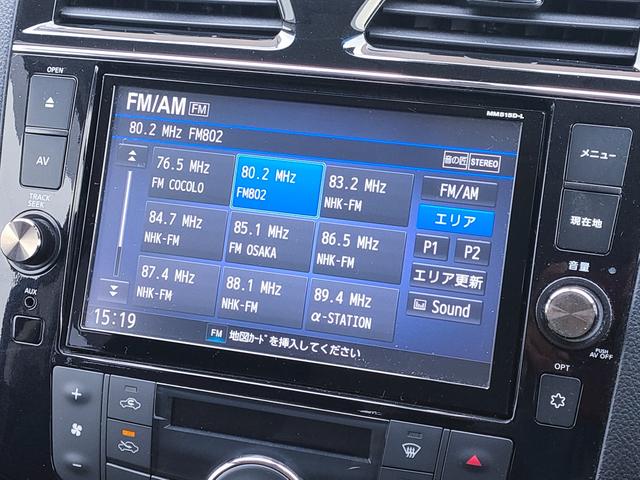 OPEN
AV
TRACK
SEEK
AUX
FM/AM FM
MM515D-L
80.2 MHz FM802
音の匠 STEREO
76.5 MHz
FM COCOLO
80.2 MHz
FM802
83.2 MHz
NHK-FM
FM/AM
84.7 MHz
NHK-FM
85.1 MHz
FM OSAKA
86.5 MHz
NHK-FM
エリア
P1 P2
87.4 MHz
NHK-FM
88.1 MHz
NHK-FM
89.4 MHz
α-STATION
エリア更新
Sound
15:19
FM 地図ｶｰﾄﾞを挿入してください
メニュー
現在地
音量
PUSH
AV OFF
OPT